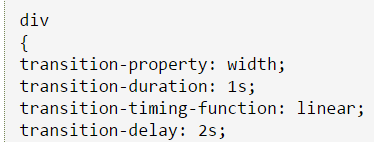 div
{
transition-property: width;
transition-duration: 1s;
transition-timing-function: linear;
transition-delay: 2s;